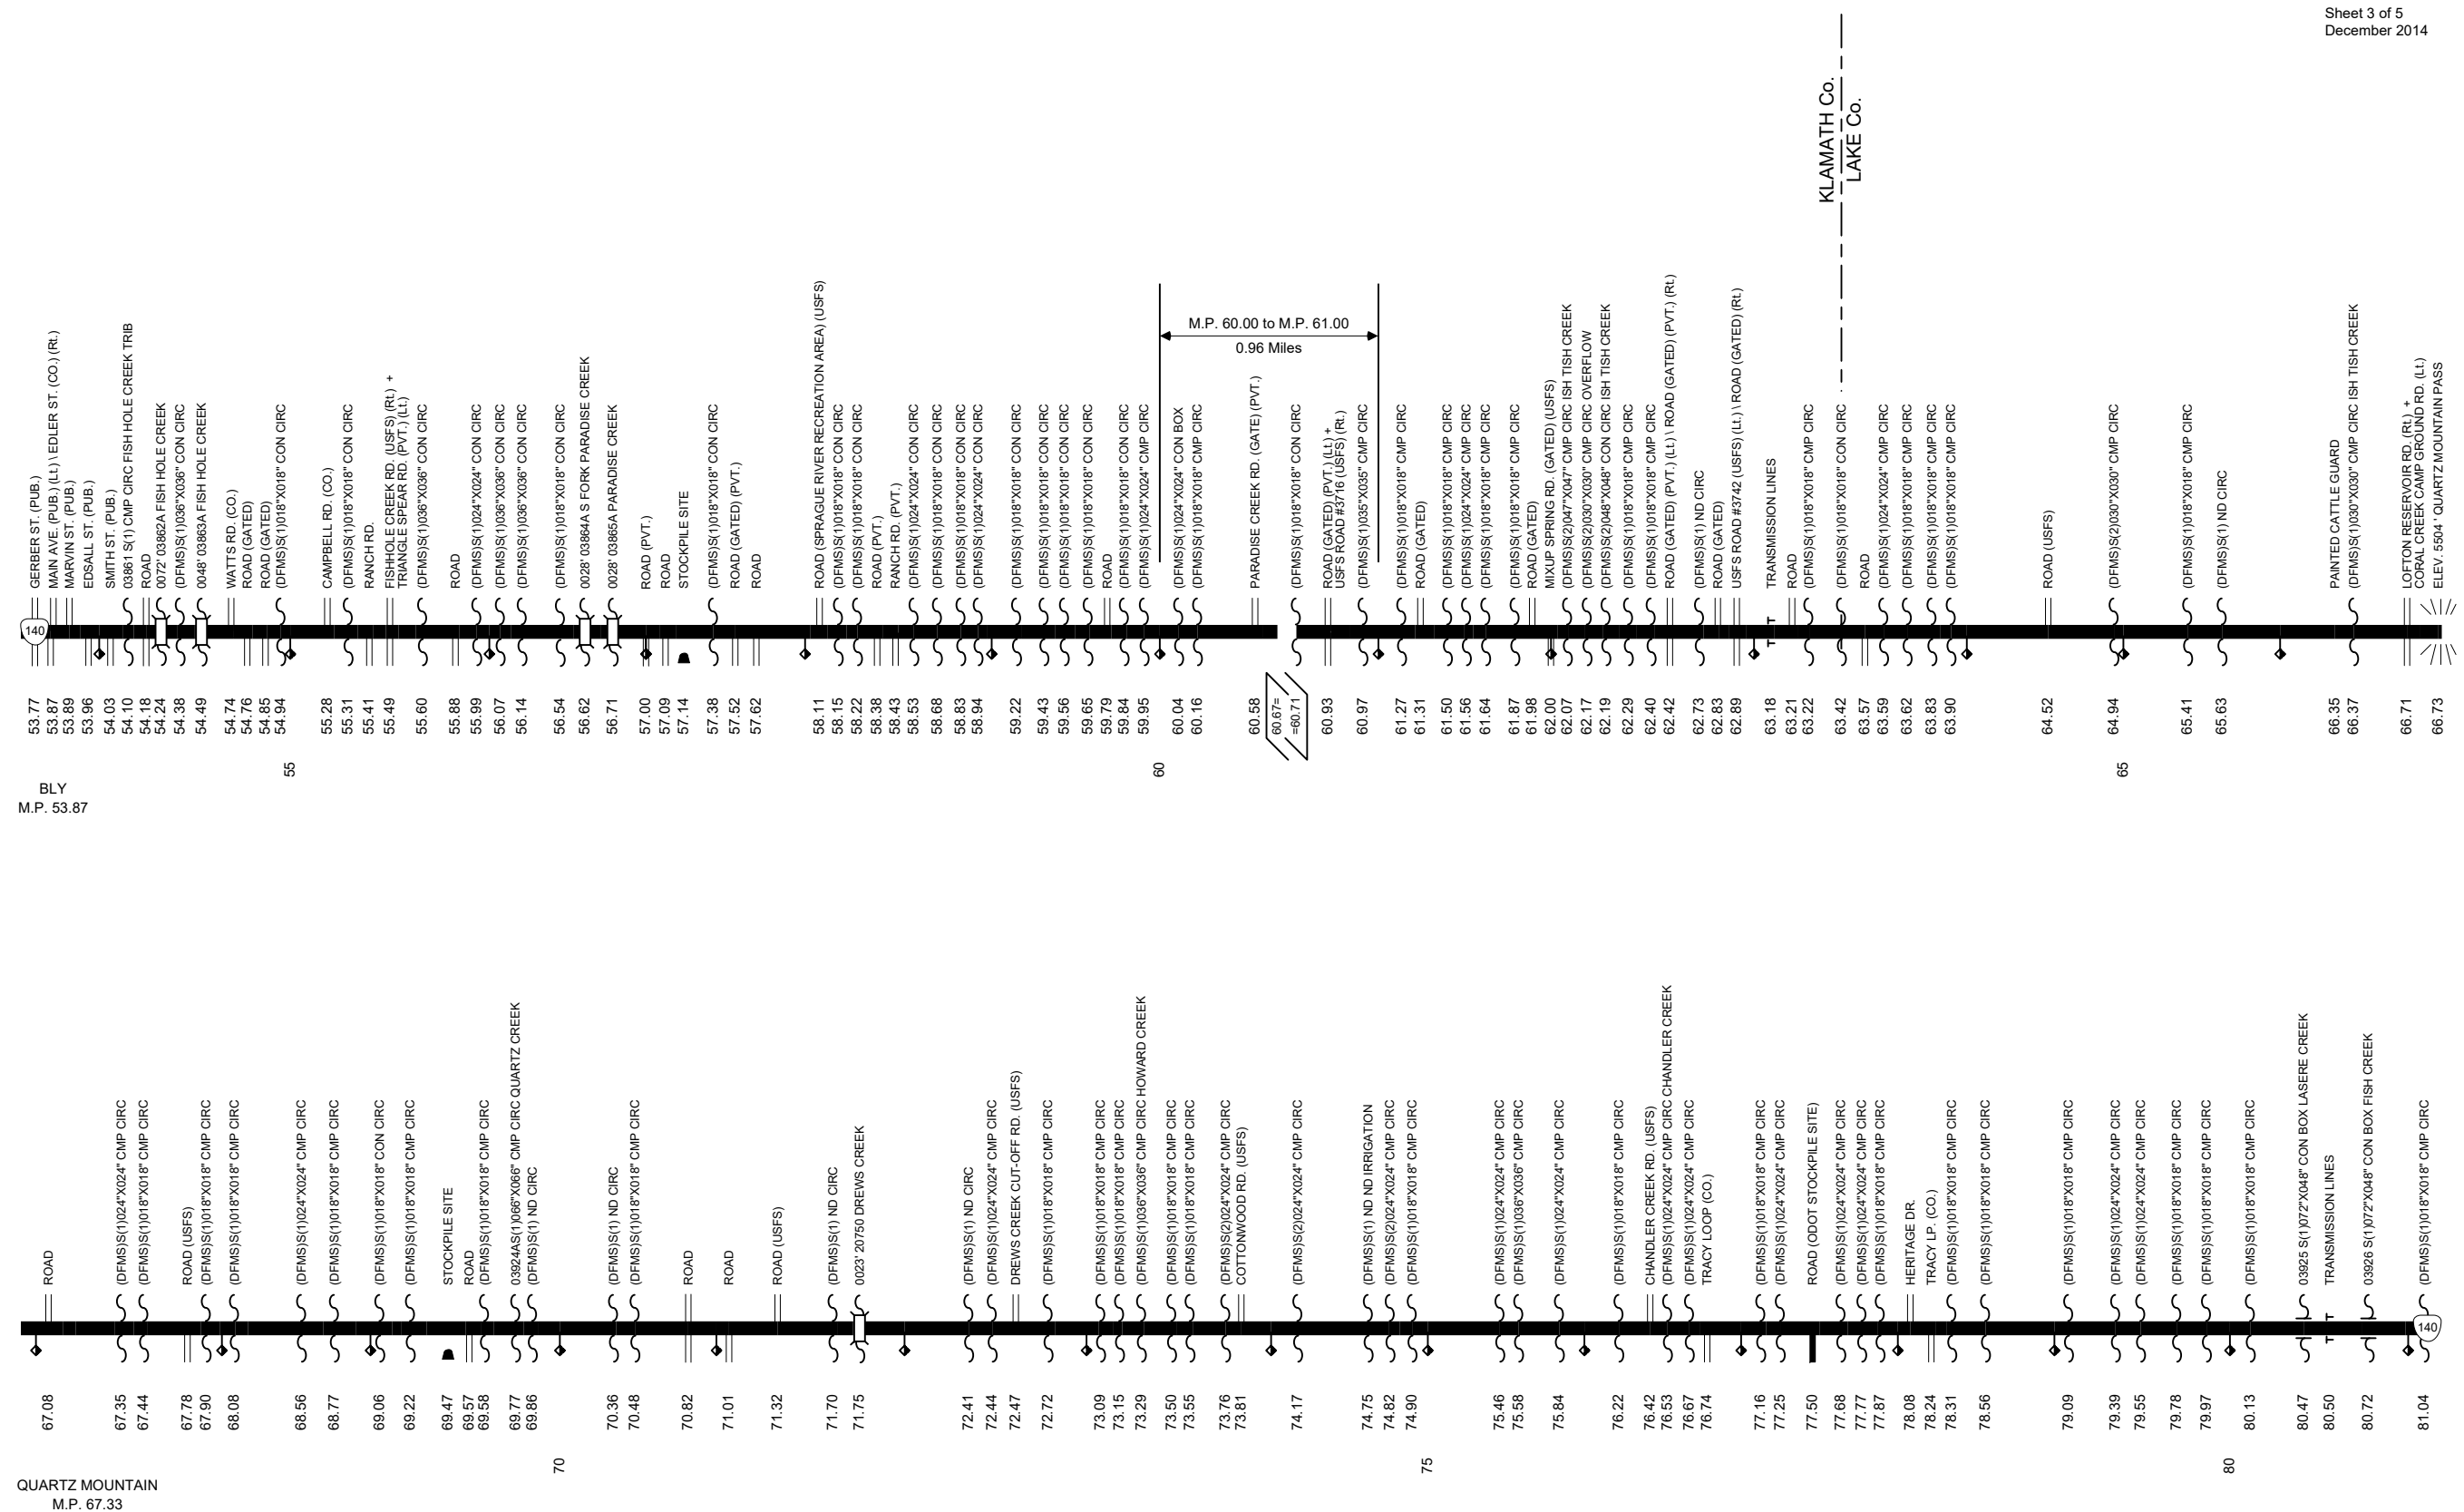 Sheet 3 of 5
December 2014
KLAMATH Co.
LAKE Co.
M.P. 60.00 to M.P. 61.00
0.96 Miles
GERBER ST. (PUB.)
MAIN AVE. (PUB.) (Lt.) \ EDLER ST. (CO.) (Rt.)
MARVIN ST. (PUB.)
EDSALL ST. (PUB.)
SMITH ST. (PUB.)
03861 S(1) CMP CIRC FISH HOLE CREEK TRIB
ROAD
0072' 03862A FISH HOLE CREEK
(DFMS)S(1)036"X036" CON CIRC
0048' 03863A FISH HOLE CREEK
WATTS RD. (CO.)
ROAD (GATED)
ROAD (GATED)
(DFMS)S(1)018"X018" CON CIRC
CAMPBELL RD. (CO.)
(DFMS)S(1)018"X018" CON CIRC
RANCH RD.
FISHHOLE CREEK RD. (USFS) (Rt.) +
TRIANGLE SPEAR RD. (PVT.) (Lt.)
(DFMS)S(1)036"X036" CON CIRC
ROAD
(DFMS)S(1)024"X024" CON CIRC
(DFMS)S(1)036"X036" CON CIRC
(DFMS)S(1)036"X036" CON CIRC
(DFMS)S(1)018"X018" CON CIRC
0028' 03864A S FORK PARADISE CREEK
0028' 03865A PARADISE CREEK
ROAD (PVT.)
ROAD
STOCKPILE SITE
(DFMS)S(1)018"X018" CON CIRC
ROAD (GATED) (PVT.)
ROAD
ROAD (SPRAGUE RIVER RECREATION AREA) (USFS)
(DFMS)S(1)018"X018" CON CIRC
(DFMS)S(1)018"X018" CON CIRC
ROAD (PVT.)
RANCH RD. (PVT.)
(DFMS)S(1)024"X024" CON CIRC
(DFMS)S(1)018"X018" CON CIRC
(DFMS)S(1)018"X018" CON CIRC
(DFMS)S(1)024"X024" CON CIRC
(DFMS)S(1)018"X018" CON CIRC
(DFMS)S(1)018"X018" CON CIRC
(DFMS)S(1)018"X018" CON CIRC
(DFMS)S(1)018"X018" CON CIRC
ROAD
(DFMS)S(1)018"X018" CON CIRC
(DFMS)S(1)024"X024" CMP CIRC
(DFMS)S(1)024"X024" CON BOX
(DFMS)S(1)018"X018" CMP CIRC
PARADISE CREEK RD. (GATE) (PVT.)
(DFMS)S(1)018"X018" CON CIRC
ROAD (GATED) (PVT.) (Lt.) +
USFS ROAD #3716 (USFS) (Rt.)
(DFMS)S(1)035"X035" CMP CIRC
(DFMS)S(1)018"X018" CMP CIRC
ROAD (GATED)
(DFMS)S(1)018"X018" CMP CIRC
(DFMS)S(1)024"X024" CMP CIRC
(DFMS)S(1)018"X018" CMP CIRC
(DFMS)S(1)018"X018" CMP CIRC
ROAD (GATED)
MIXUP SPRING RD. (GATED) (USFS)
(DFMS)S(2)047"X047" CMP CIRC ISH TISH CREEK
(DFMS)S(2)030"X030" CMP CIRC OVERFLOW
(DFMS)S(2)048"X048" CON CIRC ISH TISH CREEK
(DFMS)S(1)018"X018" CMP CIRC
(DFMS)S(1)018"X018" CMP CIRC
ROAD (GATED) (PVT.) (Lt.) \ ROAD (GATED) (PVT.) (Rt.)
(DFMS)S(1) ND CIRC
ROAD (GATED)
USFS ROAD #3742 (USFS) (Lt.) \ ROAD (GATED) (Rt.)
TRANSMISSION LINES
ROAD
(DFMS)S(1)018"X018" CMP CIRC
(DFMS)S(1)018"X018" CON CIRC
ROAD
(DFMS)S(1)024"X024" CMP CIRC
(DFMS)S(1)018"X018" CMP CIRC
(DFMS)S(1)018"X018" CMP CIRC
(DFMS)S(1)018"X018" CMP CIRC
ROAD (USFS)
(DFMS)S(2)030"X030" CMP CIRC
(DFMS)S(1)018"X018" CMP CIRC
(DFMS)S(1) ND CIRC
PAINTED CATTLE GUARD
(DFMS)S(1)030"X030" CMP CIRC ISH TISH CREEK
LOFTON RESERVOIR RD. (Rt.) +
CORAL CREEK CAMP GROUND RD. (Lt.)
ELEV. 5504 ' QUARTZ MOUNTAIN PASS
140
53.77
53.87
53.89
53.96
54.03
54.10
54.18
54.24
54.38
54.49
54.74
54.76
54.85
54.94
55.28
55.31
55.41
55.49
55.60
55.88
55.99
56.07
56.14
56.54
56.62
56.71
57.00
57.09
57.14
57.38
57.52
57.62
58.11
58.15
58.22
58.38
58.43
58.53
58.68
58.83
58.94
59.22
59.43
59.56
59.65
59.79
59.84
59.95
60.04
60.16
60.58
60.67=
=60.71
60.93
60.97
61.27
61.31
61.50
61.56
61.64
61.87
61.98
62.00
62.07
62.17
62.19
62.29
62.40
62.42
62.73
62.83
62.89
63.18
63.21
63.22
63.42
63.57
63.59
63.62
63.83
63.90
64.52
64.94
65.41
65.63
66.35
66.37
66.71
66.73
55
60
65
BLY
M.P. 53.87
ROAD
(DFMS)S(1)024"X024" CMP CIRC
(DFMS)S(1)018"X018" CMP CIRC
ROAD (USFS)
(DFMS)S(1)018"X018" CMP CIRC
(DFMS)S(1)018"X018" CMP CIRC
(DFMS)S(1)024"X024" CMP CIRC
(DFMS)S(1)018"X018" CMP CIRC
(DFMS)S(1)018"X018" CON CIRC
(DFMS)S(1)018"X018" CMP CIRC
STOCKPILE SITE
ROAD
(DFMS)S(1)018"X018" CMP CIRC
03924AS(1)066"X066" CMP CIRC QUARTZ CREEK
(DFMS)S(1) ND CIRC
(DFMS)S(1) ND CIRC
(DFMS)S(1)018"X018" CMP CIRC
ROAD
ROAD
ROAD (USFS)
(DFMS)S(1) ND CIRC
0023' 20750 DREWS CREEK
(DFMS)S(1) ND CIRC
(DFMS)S(1)024"X024" CMP CIRC
DREWS CREEK CUT-OFF RD. (USFS)
(DFMS)S(1)018"X018" CMP CIRC
(DFMS)S(1)018"X018" CMP CIRC
(DFMS)S(1)018"X018" CMP CIRC
(DFMS)S(1)036"X036" CMP CIRC HOWARD CREEK
(DFMS)S(1)018"X018" CMP CIRC
(DFMS)S(1)018"X018" CMP CIRC
(DFMS)S(2)024"X024" CMP CIRC
COTTONWOOD RD. (USFS)
(DFMS)S(2)024"X024" CMP CIRC
(DFMS)S(1) ND ND IRRIGATION
(DFMS)S(2)024"X024" CMP CIRC
(DFMS)S(1)018"X018" CMP CIRC
(DFMS)S(1)024"X024" CMP CIRC
(DFMS)S(1)036"X036" CMP CIRC
(DFMS)S(1)024"X024" CMP CIRC
(DFMS)S(1)018"X018" CMP CIRC
CHANDLER CREEK RD. (USFS)
(DFMS)S(1)024"X024" CMP CIRC CHANDLER CREEK
(DFMS)S(1)024"X024" CMP CIRC
TRACY LOOP (CO.)
(DFMS)S(1)018"X018" CMP CIRC
(DFMS)S(1)024"X024" CMP CIRC
ROAD (ODOT STOCKPILE SITE)
(DFMS)S(1)024"X024" CMP CIRC
(DFMS)S(1)024"X024" CMP CIRC
(DFMS)S(1)018"X018" CMP CIRC
HERITAGE DR.
TRACY LP. (CO.)
(DFMS)S(1)018"X018" CMP CIRC
(DFMS)S(1)018"X018" CMP CIRC
(DFMS)S(1)018"X018" CMP CIRC
(DFMS)S(1)024"X024" CMP CIRC
(DFMS)S(1)024"X024" CMP CIRC
(DFMS)S(1)018"X018" CMP CIRC
(DFMS)S(1)018"X018" CMP CIRC
(DFMS)S(1)018"X018" CMP CIRC
03925 S(1)072"X048" CON BOX LASERE CREEK
TRANSMISSION LINES
03926 S(1)072"X048" CON BOX FISH CREEK
(DFMS)S(1)018"X018" CMP CIRC
140
67.08
67.35
67.44
67.78
67.90
68.08
68.56
68.77
69.06
69.22
69.47
69.57
69.58
69.77
69.86
70.36
70.48
70.82
71.01
71.32
71.70
71.75
72.41
72.44
72.47
72.72
73.09
73.15
73.29
73.50
73.55
73.76
73.81
74.17
74.75
74.82
74.90
75.46
75.58
75.84
76.22
76.42
76.53
76.67
76.74
77.16
77.25
77.50
77.68
77.77
77.87
78.08
78.24
78.31
78.56
79.09
79.39
79.55
79.78
79.97
80.13
80.47
80.50
80.72
81.04
70
75
80
QUARTZ MOUNTAIN
M.P. 67.33